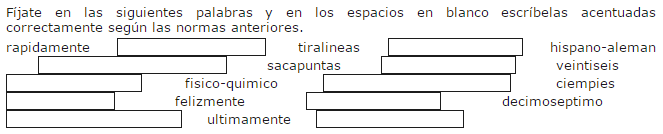 Fíjate en las siguientes palabras y en los espacios en blanco escríbelas acentuadas
correctamente según las normas anteriores.
rapidamente tiralineas hispano-aleman
sacapuntas veintiseis
fisico-quimico ciempies
felizmente decimoseptimo
ultimamente